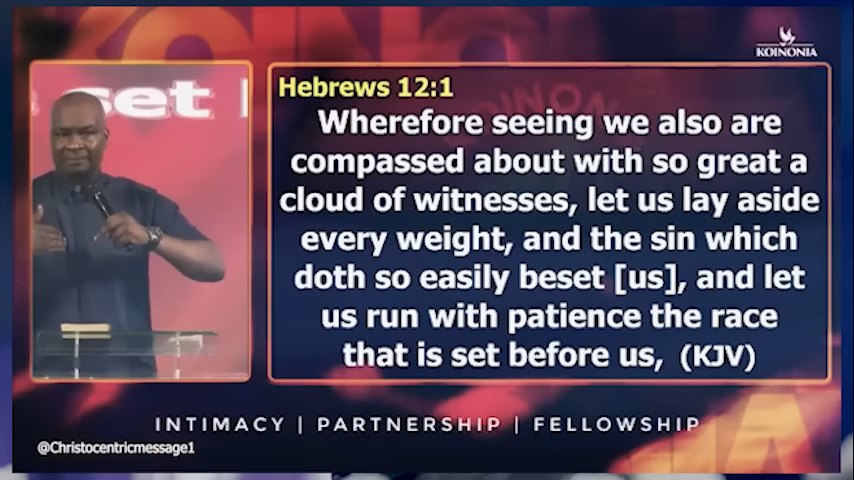 KOINONIA
set
Hebrews 12:1
Wherefore seeing we also are
compassed about with so great a
cloud of witnesses, let us lay aside
every weight, and the sin which
doth so easily beset [us], and let
us run with patience the race
that is set before us, (KJV)
INTIMACY | PARTNERSHIP | FELLOWSHIP
@Christocentricmessage1